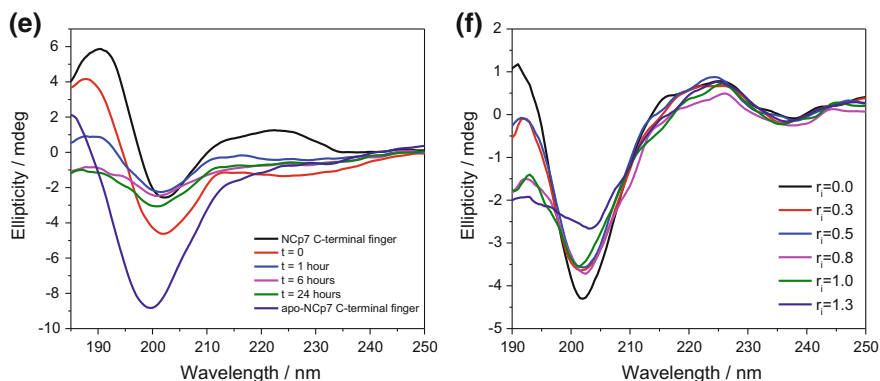 (e)
6
4
2
0
-2
-4
-6
-8
-10
Ellipticity / mdeg
NCp7 C-terminal finger
t = 0
t = 1 hour
t = 6 hours
t = 24 hours
apo-NCp7 C-terminal finger
190 200 210 220 230 240 250
Wavelength / nm
(f)
2
1
0
-1
-2
-3
-4
-5
Ellipticity / mdeg
rᵢ=0.0
rᵢ=0.3
rᵢ=0.5
rᵢ=0.8
rᵢ=1.0
rᵢ=1.3
190 200 210 220 230 240 250
Wavelength / nm